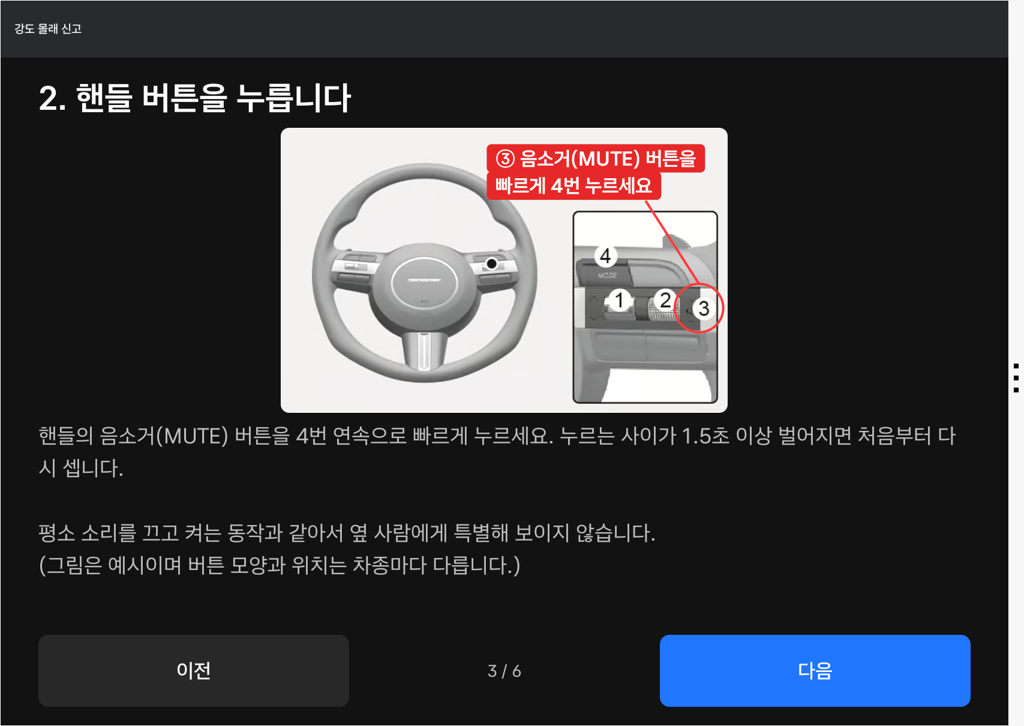 강도 몰래 신고
2. 핸들 버튼을 누릅니다
③ 음소거(MUTE) 버튼을
빠르게 4번 누르세요
4
MODE
1
2
3
핸들의 음소거(MUTE) 버튼을 4번 연속으로 빠르게 누르세요. 누르는 사이가 1.5초 이상 벌어지면 처음부터 다
시 셉니다.
평소 소리를 끄고 켜는 동작과 같아서 옆 사람에게 특별해 보이지 않습니다.
(그림은 예시이며 버튼 모양과 위치는 차종마다 다릅니다.)
이전
3 / 6
다음